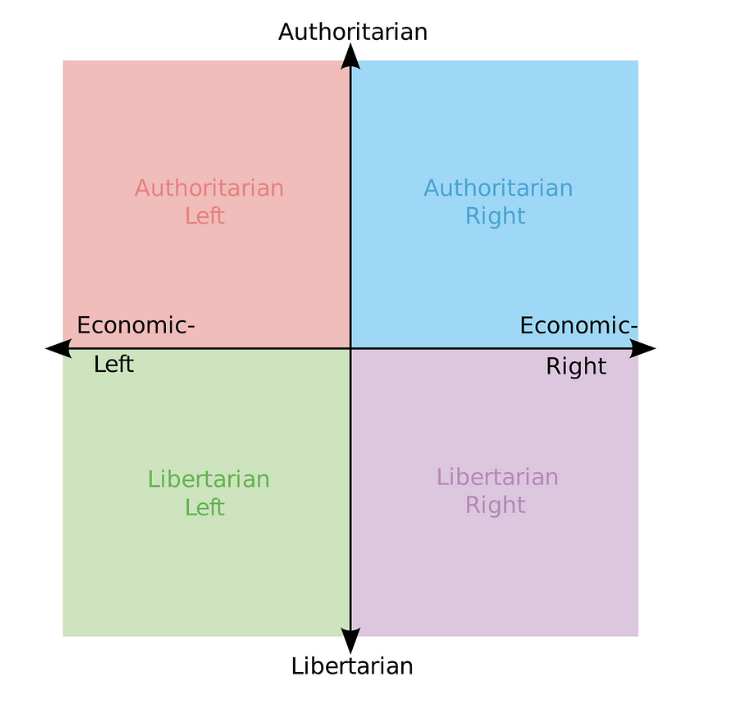 Authoritarian
Authoritarian
Left
Authoritarian
Right
Economic-
Left
Economic-
Right
Libertarian
Left
Libertarian
Right
Libertarian